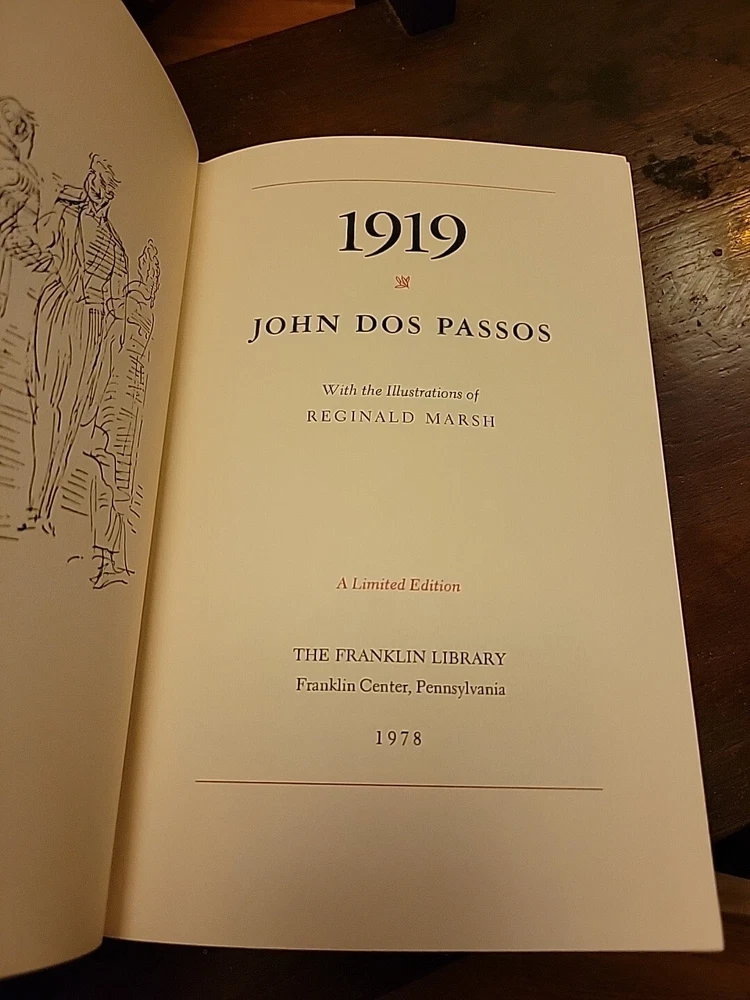 1919
JOHN DOS PASSOS
With the Illustrations of
REGINALD MARSH
A Limited Edition
THE FRANKLIN LIBRARY
Franklin Center, Pennsylvania
1978